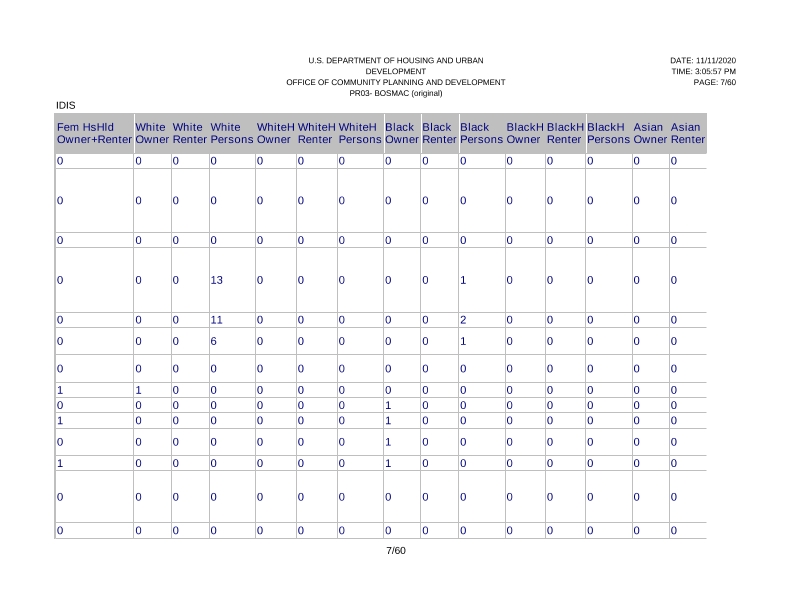 U.S. DEPARTMENT OF HOUSING AND URBAN DATE: 11/11/2020
DEVELOPMENT TIME: 3:05:57 PM
OFFICE OF COMMUNITY PLANNING AND DEVELOPMENT PAGE: 7/60
PR03- BOSMAC (original)
IDIS
Fem HsHld White White White WhiteH WhiteH WhiteH Black Black Black BlackH BlackH BlackH Asian Asian
Owner+Renter Owner Renter Persons Owner Renter Persons Owner Renter Persons Owner Renter Persons Owner Renter
0 0 0 0 0 0 0 0 0 0 0 0 0 0 0
0 0 0 0 0 0 0 0 0 0 0 0 0 0 0
0 0 0 0 0 0 0 0 0 0 0 0 0 0 0
0 0 0 13 0 0 0 0 0 1 0 0 0 0 0
0 0 0 11 0 0 0 0 0 2 0 0 0 0 0
0 0 0 6 0 0 0 0 0 1 0 0 0 0 0
0 0 0 0 0 0 0 0 0 0 0 0 0 0 0
1 1 0 0 0 0 0 0 0 0 0 0 0 0 0
0 0 0 0 0 0 0 1 0 0 0 0 0 0 0
1 0 0 0 0 0 0 1 0 0 0 0 0 0 0
0 0 0 0 0 0 0 1 0 0 0 0 0 0 0
1 0 0 0 0 0 0 1 0 0 0 0 0 0 0
0 0 0 0 0 0 0 0 0 0 0 0 0 0 0
0 0 0 0 0 0 0 0 0 0 0 0 0 0 0
7/60